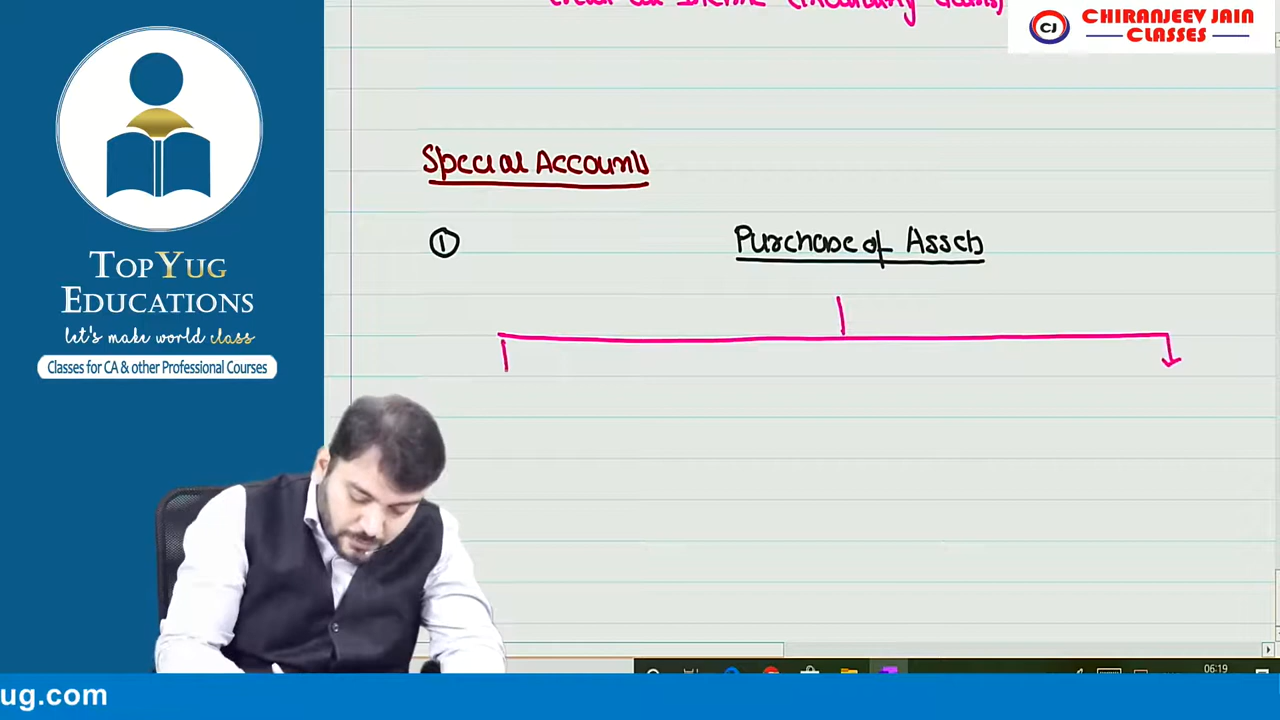 CHIRANJEEV JAIN
CLASSES
CJ
Special Accounts
① Purchase of Assets
TOPYUG
EDUCATIONS
let's make world class
Classes for CA & other Professional Courses
06:19
ug.com